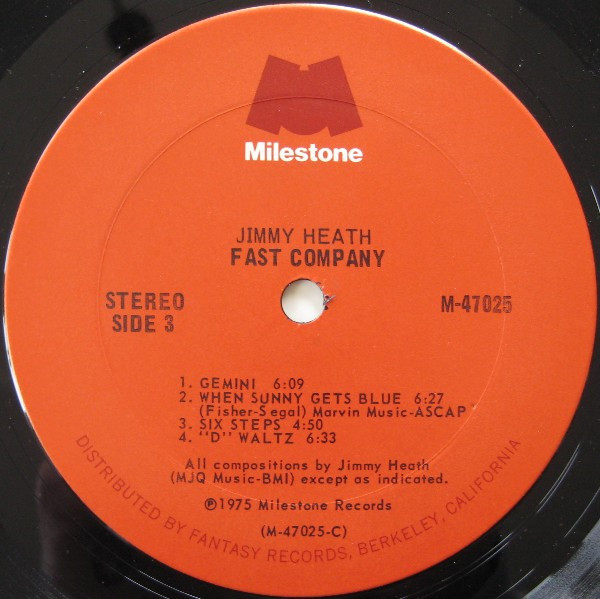 Milestone
JIMMY HEATH
FAST COMPANY
STEREO
SIDE 3
M-47025
1. GEMINI 6:09
2. WHEN SUNNY GETS BLUE 6:27
(Fisher-Segal) Marvin Music-ASCAP
3. SIX STEPS 4:50
4. "D" WALTZ 6:33
All compositions by Jimmy Heath
(MJQ Music-BMI) except as indicated.
℗1975 Milestone Records
(M-47025-C)
DISTRIBUTED BY FANTASY RECORDS, BERKELEY, CALIFORNIA